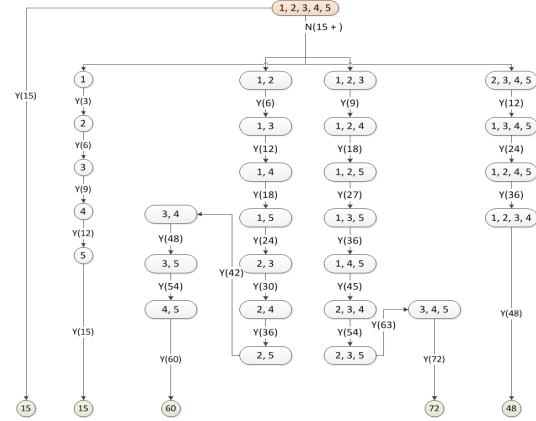 1, 2, 3, 4, 5
N(15 + )
Y(15)
1
Y(3)
2
Y(6)
3
Y(9)
4
Y(12)
5
Y(15)
15
15
1, 2
Y(6)
1, 3
Y(12)
1, 4
Y(18)
1, 5
Y(24)
2, 3
Y(30)
2, 4
Y(36)
2, 5
Y(42)
3, 4
Y(48)
3, 5
Y(54)
4, 5
Y(60)
60
1, 2, 3
Y(9)
1, 2, 4
Y(18)
1, 2, 5
Y(27)
1, 3, 5
Y(36)
1, 4, 5
Y(45)
2, 3, 4
Y(54)
2, 3, 5
Y(63)
3, 4, 5
Y(72)
72
2, 3, 4, 5
Y(12)
1, 3, 4, 5
Y(24)
1, 2, 4, 5
Y(36)
1, 2, 3, 4
Y(48)
48